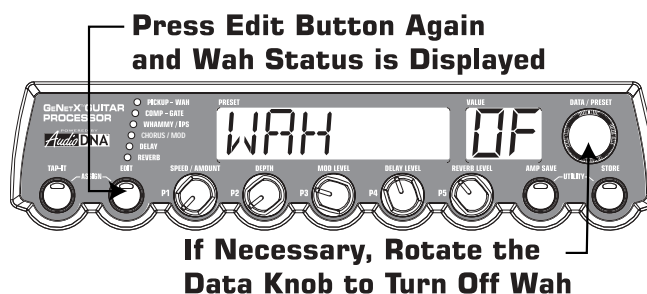 Press Edit Button Again
and Wah Status is Displayed
GENETX GUITAR
PROCESSOR
POWERED BY
Audio DNA
PICKUP – WAH
COMP – GATE
WHAMMY / IPS
CHORUS / MOD
DELAY
REVERB
PRESET
WAH
VALUE
OF
DATA / PRESET
TAP-IT
ASSIGN
EDIT
SPEED / AMOUNT
DEPTH
MOD LEVEL
DELAY LEVEL
REVERB LEVEL
AMP SAVE
UTILITY
STORE
P1
P2
P3
P4
P5
If Necessary, Rotate the
Data Knob to Turn Off Wah